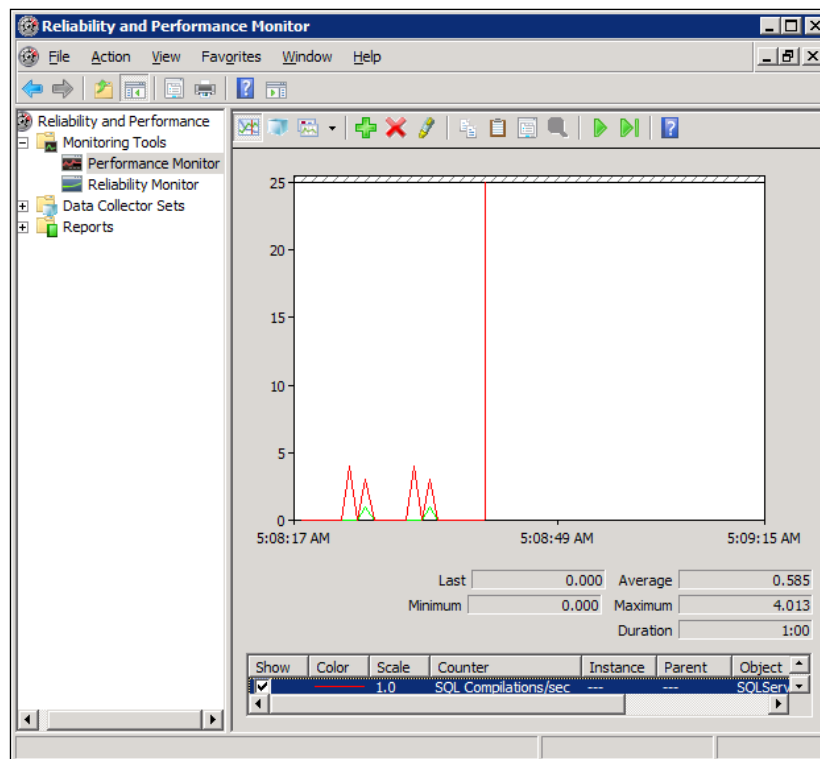 Reliability and Performance Monitor
File Action View Favorites Window Help
Reliability and Performance
Monitoring Tools
Performance Monitor
Reliability Monitor
Data Collector Sets
Reports
25
20
15
10
5
0
5:08:17 AM 5:08:49 AM 5:09:15 AM
Last 0.000 Average 0.585
Minimum 0.000 Maximum 4.013
Duration 1:00
Show Color Scale Counter Instance Parent Object
1.0 SQL Compilations/sec --- --- SQLServ